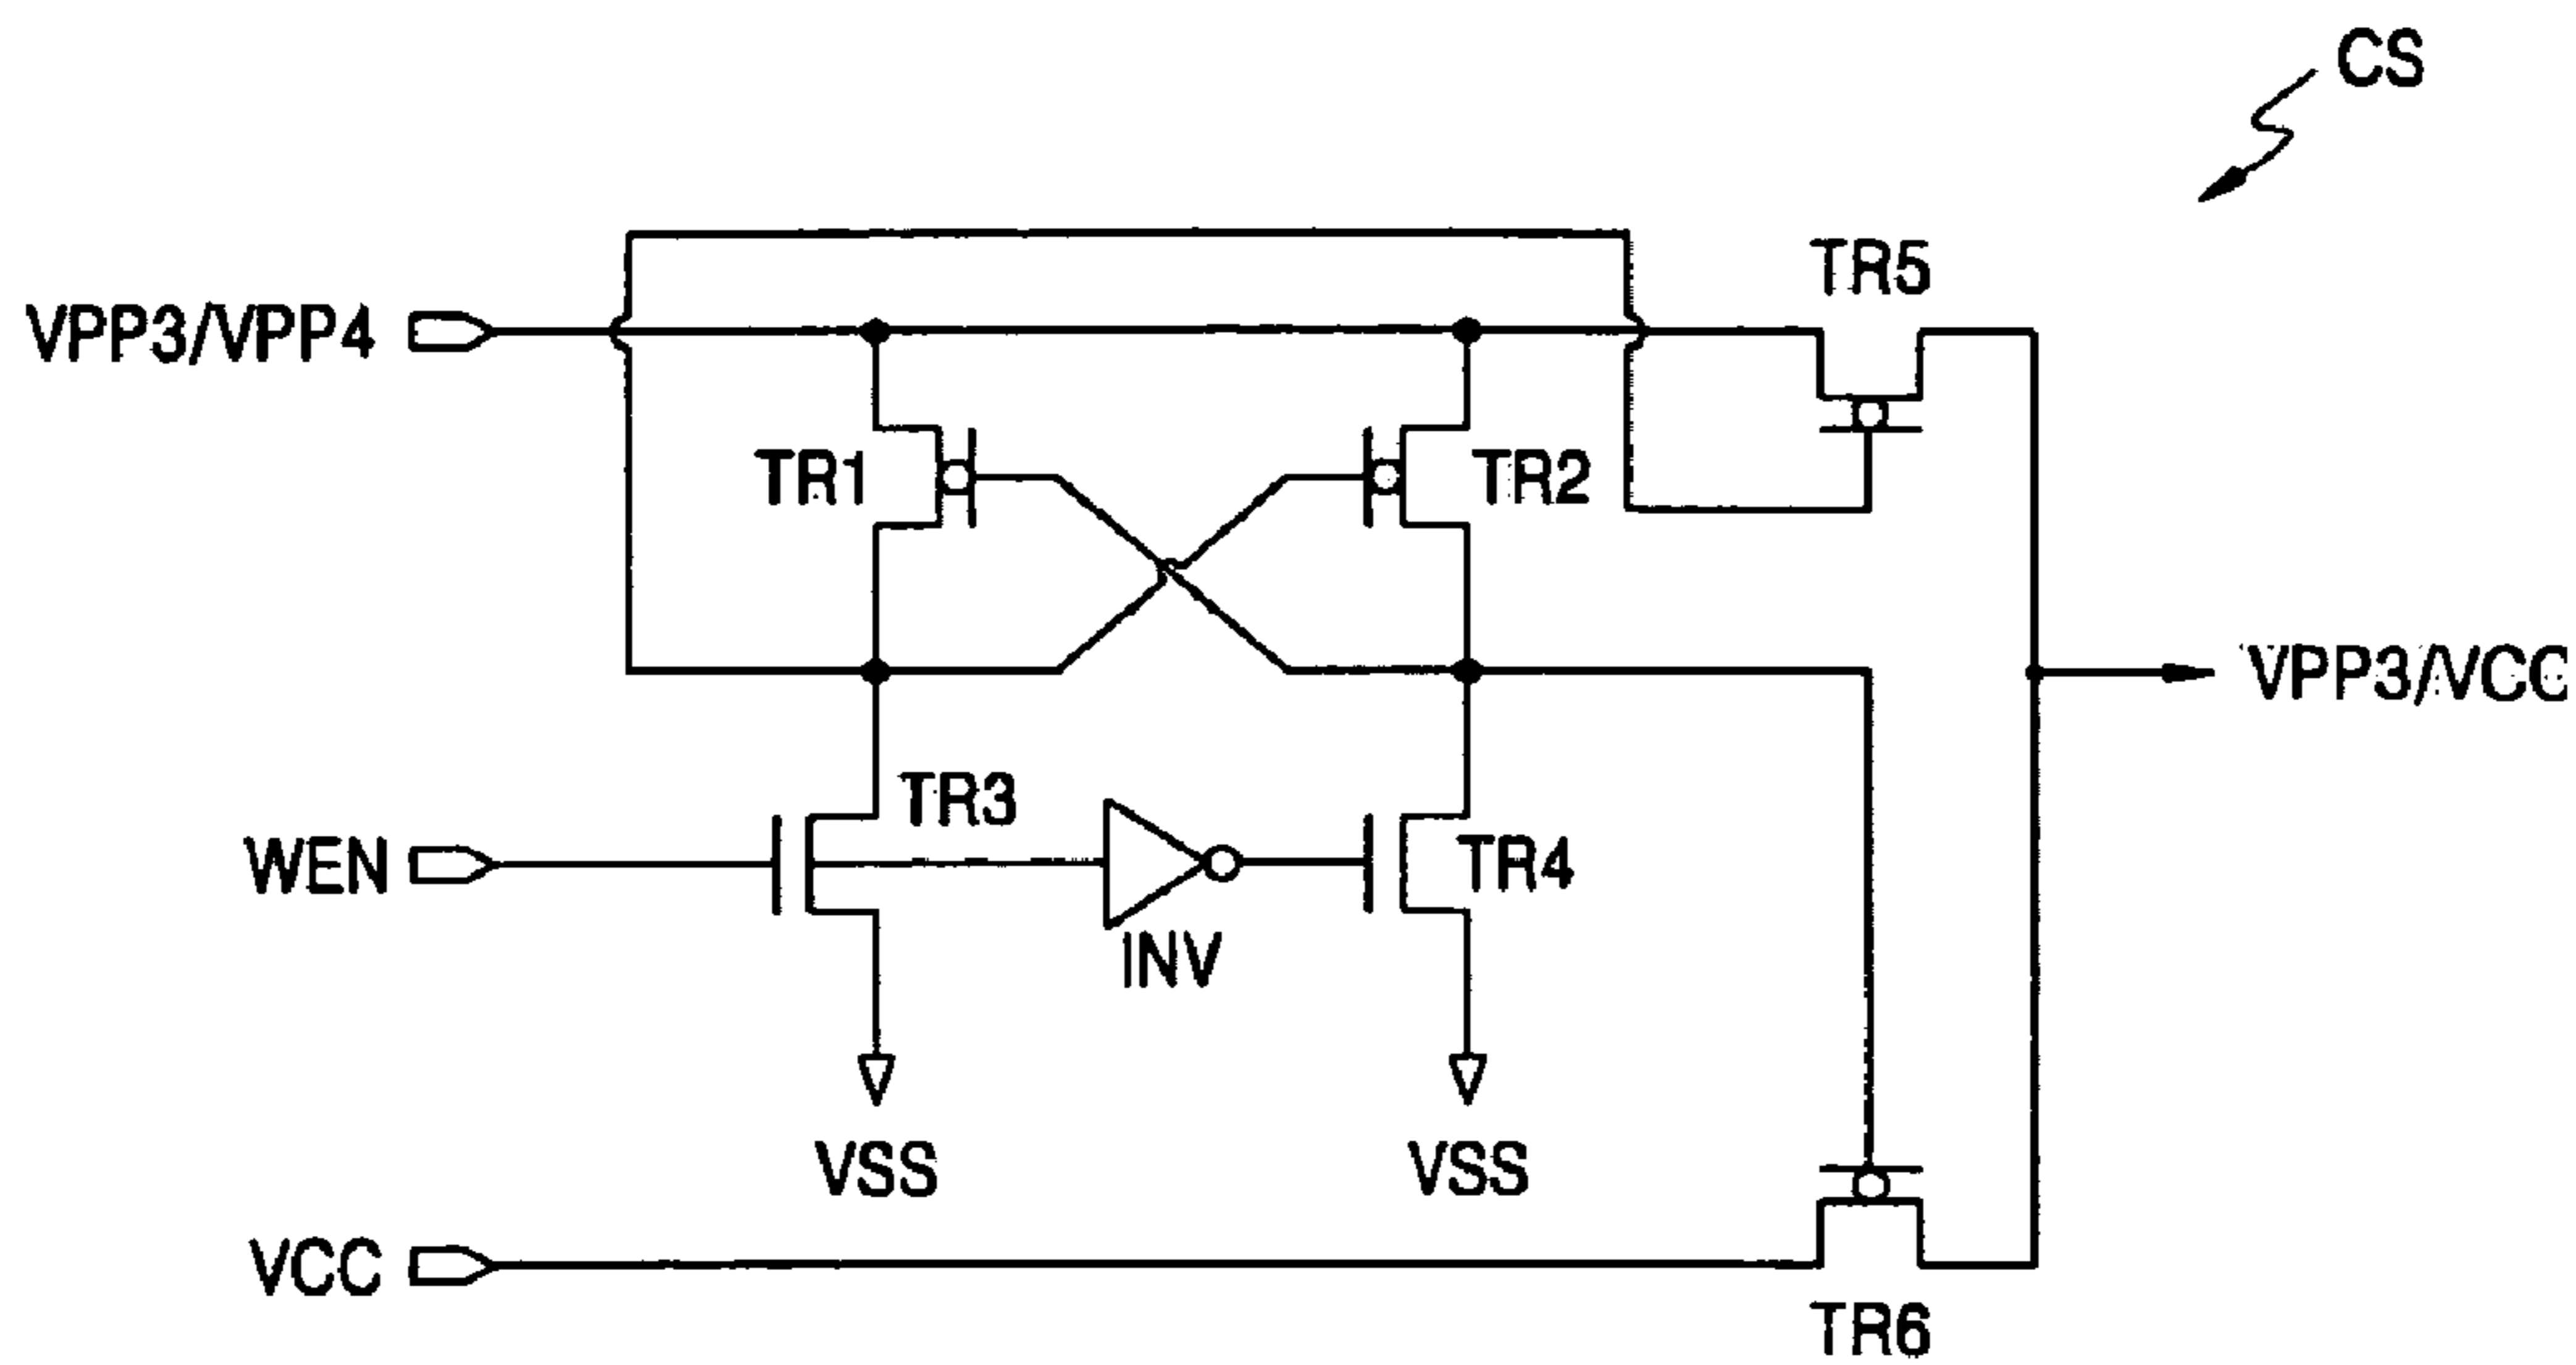 CS
TR5
VPP3/VPP4
TR1
TR2
VPP3/VCC
TR3
WEN
TR4
INV
VSS
VSS
VCC
TR6